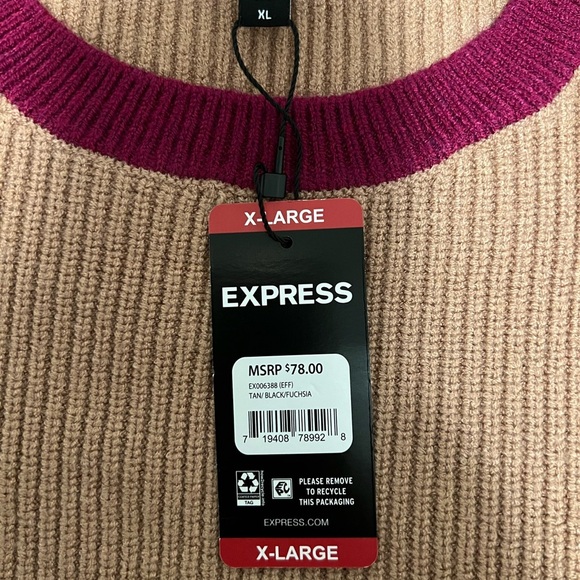 XL
X-LARGE
EXPRESS
MSRP $78.00
EX006388 (EFF)
TAN/ BLACK/FUCHSIA
7 19408 78992 8
TAG
PLEASE REMOVE
TO RECYCLE
THIS PACKAGING
EXPRESS.COM
X-LARGE